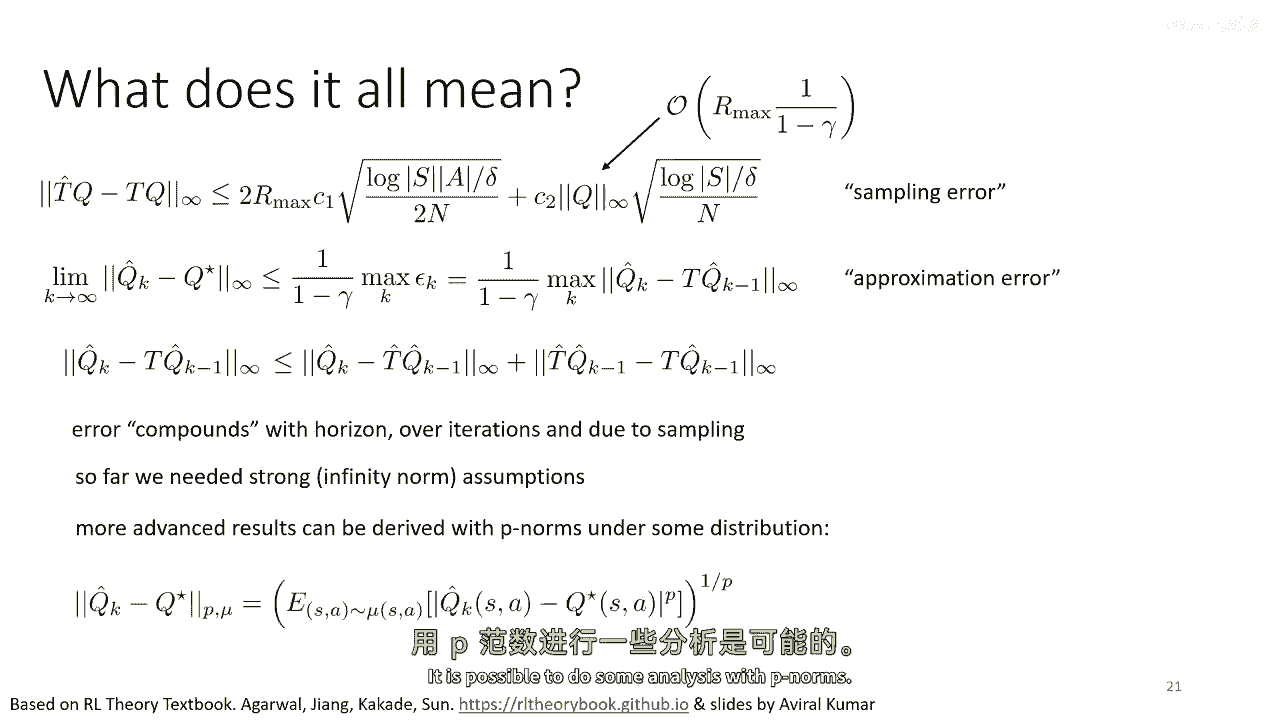 What does it all mean?
$\mathcal{O}\left(R_{\max}\frac{1}{1-\gamma}\right)$
$||\hat{T}Q - TQ||_\infty \leq 2R_{\max}c_1\sqrt{\frac{\log|S||A|/\delta}{2N}} + c_2||Q||_\infty\sqrt{\frac{\log|S|/\delta}{N}}$ “sampling error”
$\lim_{k\to\infty}||\hat{Q}_k - Q^\star||_\infty \leq \frac{1}{1-\gamma}\max_k \epsilon_k = \frac{1}{1-\gamma}\max_k||\hat{Q}_k - T\hat{Q}_{k-1}||_\infty$ “approximation error”
$||\hat{Q}_k - T\hat{Q}_{k-1}||_\infty \leq ||\hat{Q}_k - \hat{T}\hat{Q}_{k-1}||_\infty + ||\hat{T}\hat{Q}_{k-1} - T\hat{Q}_{k-1}||_\infty$
error “compounds” with horizon, over iterations and due to sampling
so far we needed strong (infinity norm) assumptions
more advanced results can be derived with p-norms under some distribution:
$||\hat{Q}_k - Q^\star||_{p,\mu} = \left(E_{(s,a)\sim\mu(s,a)}[|\hat{Q}_k(s,a) - Q^\star(s,a)|^p]\right)^{1/p}$
用 p 范数进行一些分析是可能的。
It is possible to do some analysis with p-norms.
21
Based on RL Theory Textbook. Agarwal, Jiang, Kakade, Sun. https://rltheorybook.github.io & slides by Aviral Kumar